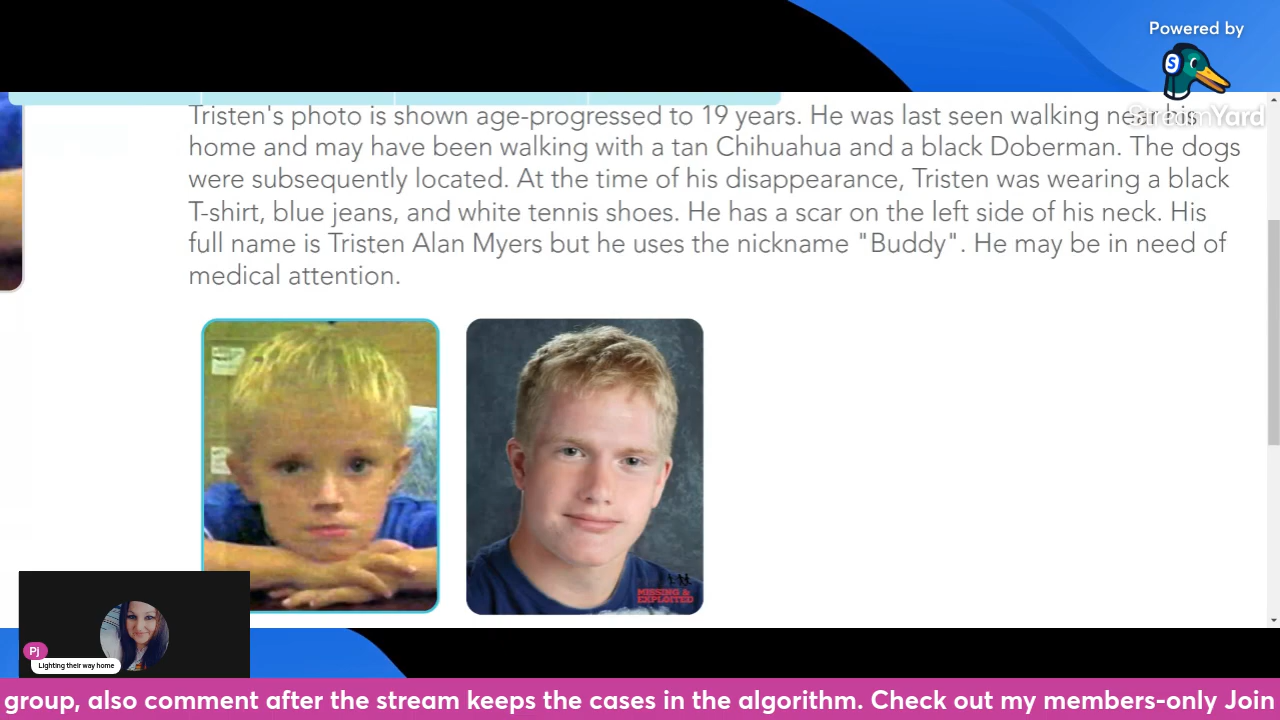 Powered by
StreamYard
Tristen's photo is shown age-progressed to 19 years. He was last seen walking near his
home and may have been walking with a tan Chihuahua and a black Doberman. The dogs
were subsequently located. At the time of his disappearance, Tristen was wearing a black
T-shirt, blue jeans, and white tennis shoes. He has a scar on the left side of his neck. His
full name is Tristen Alan Myers but he uses the nickname "Buddy". He may be in need of
medical attention.
MISSING &
EXPLOITED
Pj
Lighting their way home
group, also comment after the stream keeps the cases in the algorithm. Check out my members-only Join